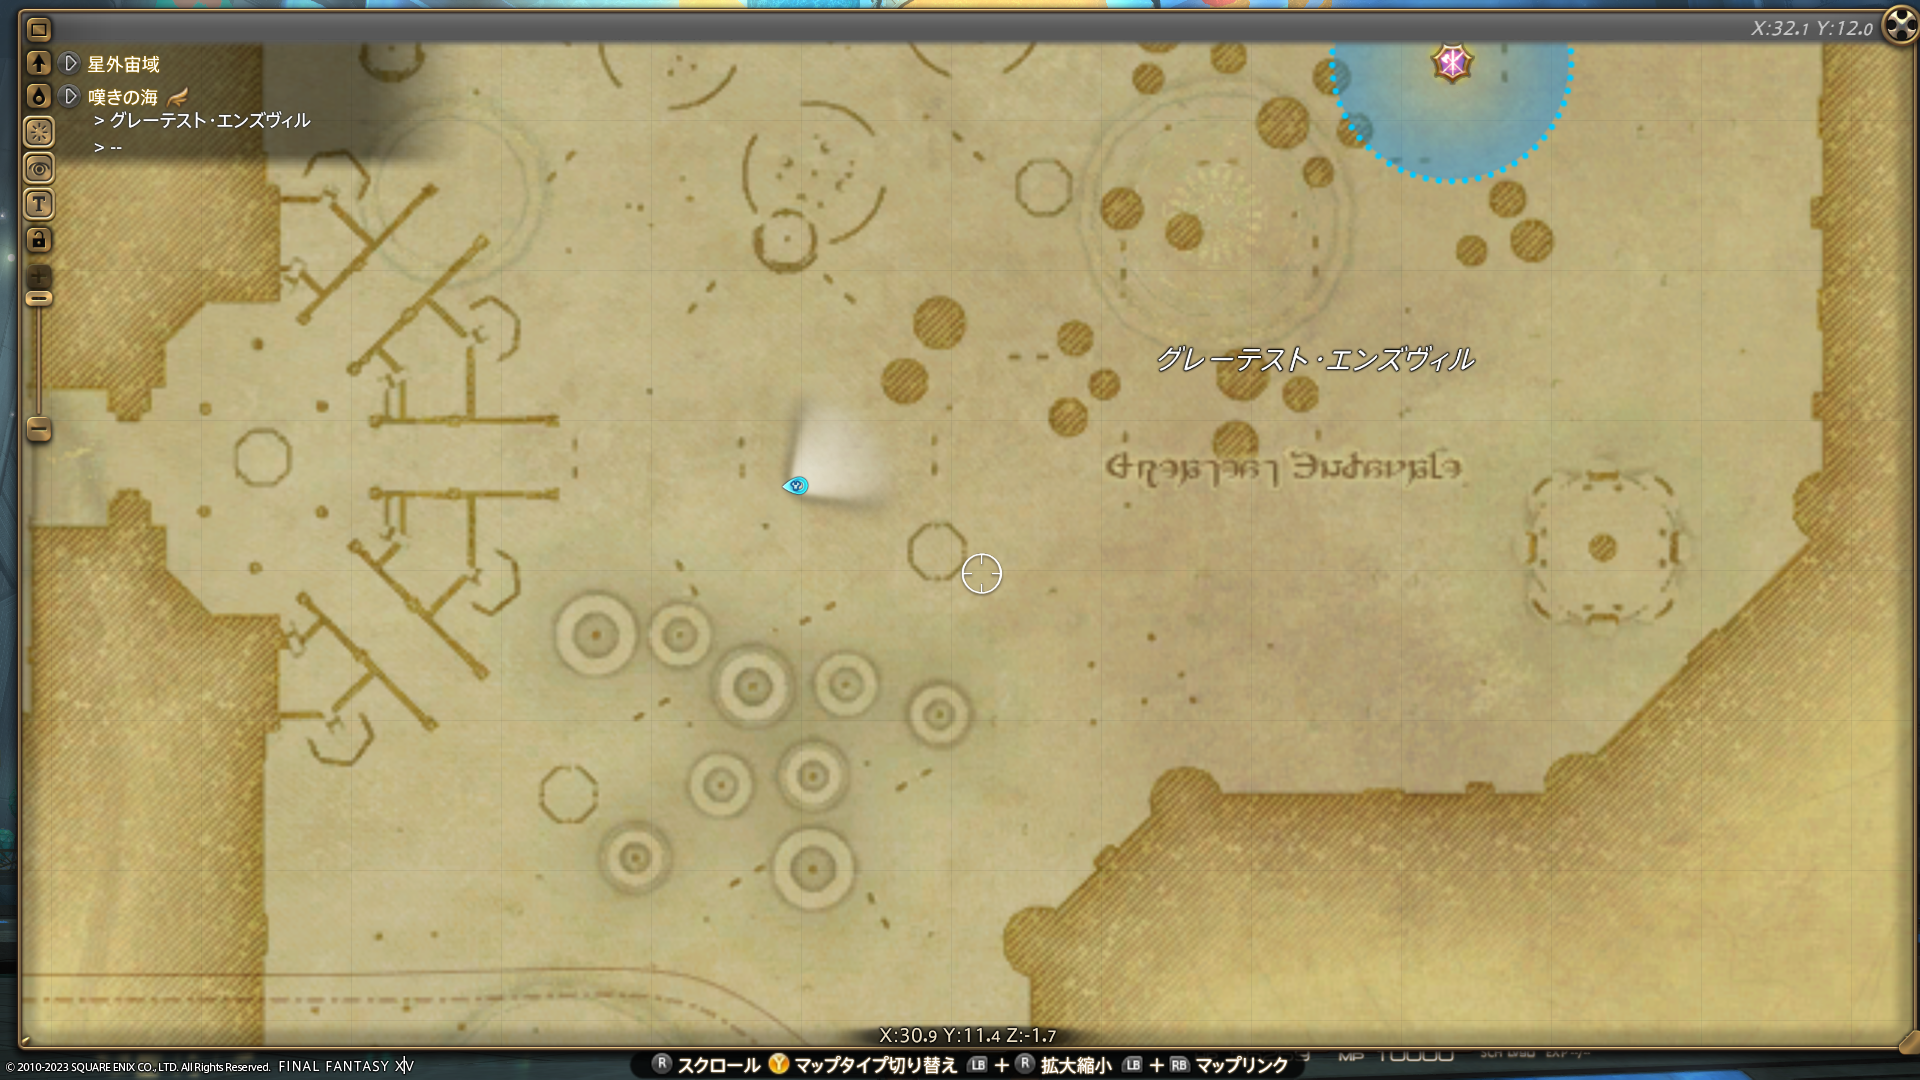 X:32.1 Y:12.0
星外宙域
嘆きの海
> グレーテスト・エンズヴィル
> --
T
グレーテスト・エンズヴィル
X:30.9 Y:11.4 Z:-1.7
R スクロール Y マップタイプ切り替え LB + R 拡大縮小 LB + RB マップリンク
MP 10000
© 2010-2023 SQUARE ENIX CO., LTD. All Rights Reserved. FINAL FANTASY XIV